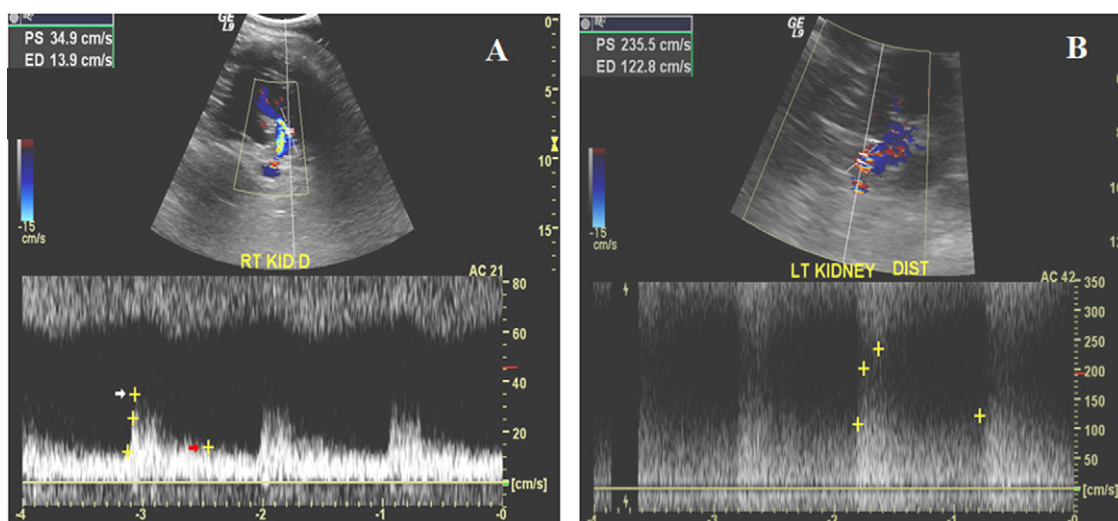 GE
L9
PS 34.9 cm/s
ED 13.9 cm/s
A
0
5
10
15
-15
cm/s
RT KID D
AC 21
80
60
40
20
[cm/s]
-4
-3
-2
-1
0
GE
L9
PS 235.5 cm/s
ED 122.8 cm/s
B
10
-15
cm/s
LT KIDNEY DIST
AC 42
350
300
250
200
150
100
50
[cm/s]
-4
-3
-2
-1
0